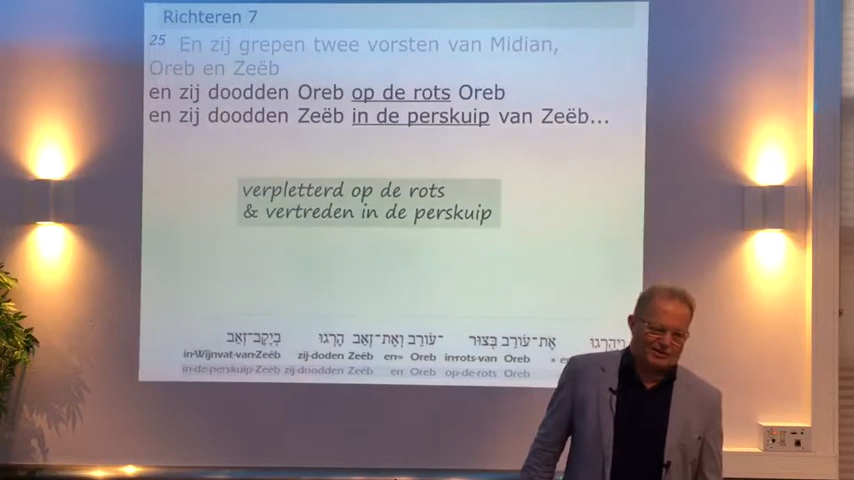 Richteren 7
25 En zij grepen twee vorsten van Midian,
Oreb en Zeëb
en zij doodden Oreb op de rots Oreb
en zij doodden Zeëb in de perskuip van Zeëb...
verpletterd op de rots
& vertreden in de perskuip
אֶת־עוֹרֵב בְּצוּר־עוֹרֵב וְאֶת־זְאֵב הָרְגוּ בְיֶקֶב־זְאֵב
in·Wijnvat-van~Zeëb zij-doden Zeëb en» Oreb in·rots-van Oreb
in·de·perskuip-Zeëb zij-doodden Zeëb en Oreb op·de·rots Oreb